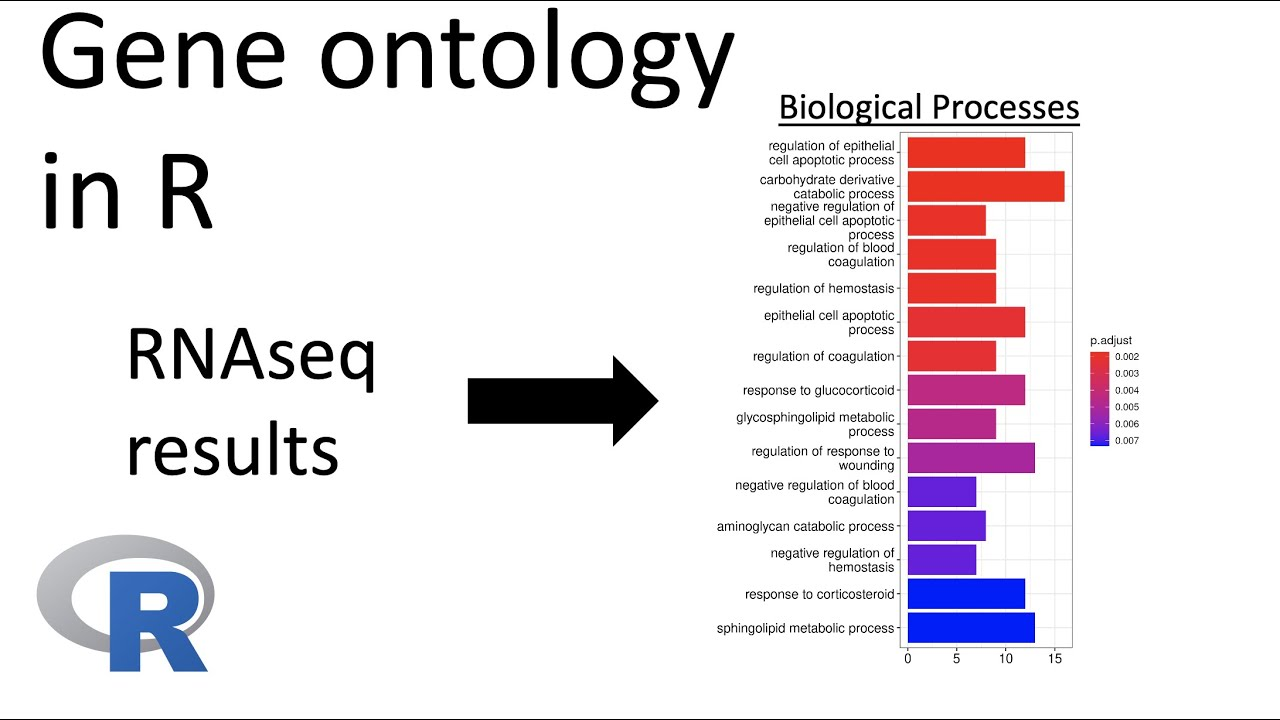 Gene ontology
in R
RNAseq
results
R
Biological Processes
regulation of epithelial
cell apoptotic process
carbohydrate derivative
catabolic process
negative regulation of
epithelial cell apoptotic
process
regulation of blood
coagulation
regulation of hemostasis
epithelial cell apoptotic
process
regulation of coagulation
response to glucocorticoid
glycosphingolipid metabolic
process
regulation of response to
wounding
negative regulation of blood
coagulation
aminoglycan catabolic process
negative regulation of
hemostasis
response to corticosteroid
sphingolipid metabolic process
0 5 10 15
p.adjust
0.002
0.003
0.004
0.005
0.006
0.007